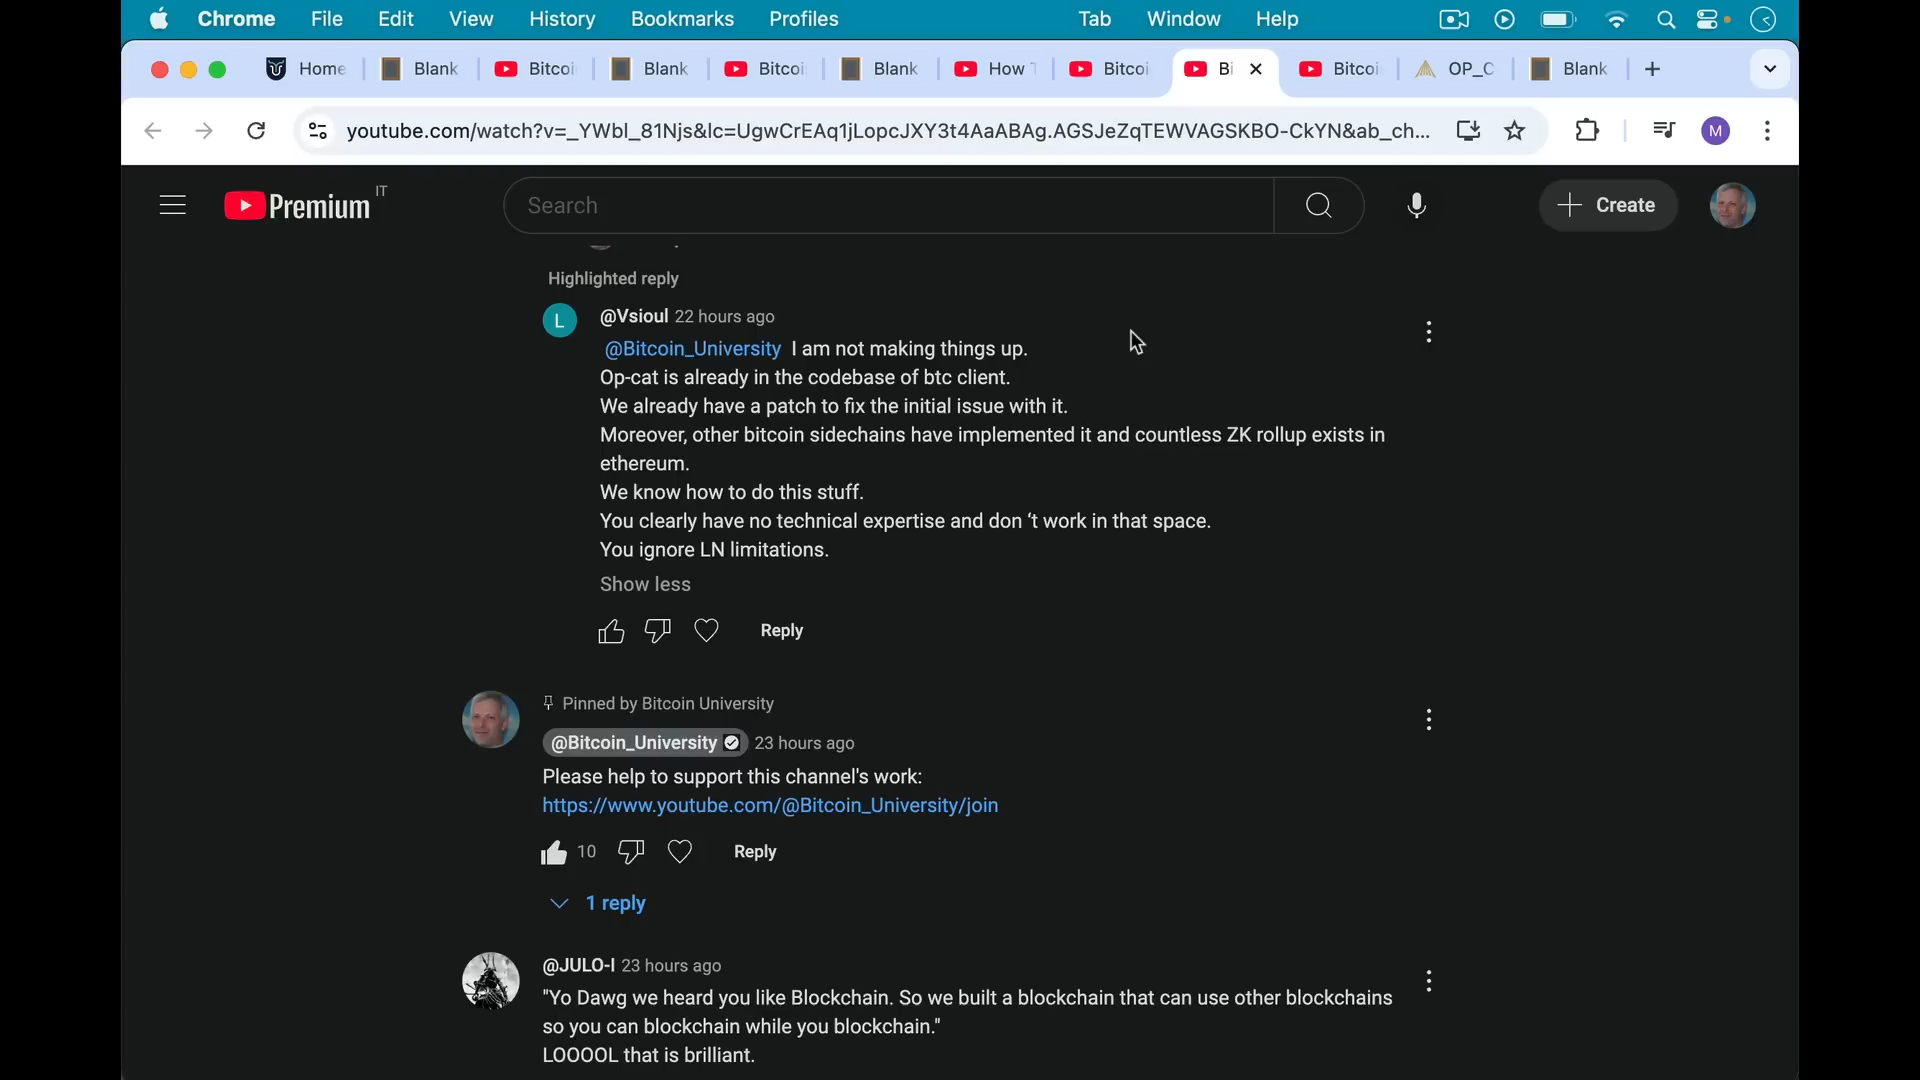 Chrome File Edit View History Bookmarks Profiles Tab Window Help
Home Blank Bitcoi Blank Bitcoi Blank How Bitcoi Bi Bitcoi OP_C Blank
youtube.com/watch?v=_YWbl_81Njs&lc=UgwCrEAq1jLopcJXY3t4AaABAg.AGSJeZqTEWVAGSKBO-CkYN&ab_ch...
M
Premium IT
Search
Create
Highlighted reply
L
@Vsioul 22 hours ago
@Bitcoin_University I am not making things up.
Op-cat is already in the codebase of btc client.
We already have a patch to fix the initial issue with it.
Moreover, other bitcoin sidechains have implemented it and countless ZK rollup exists in
ethereum.
We know how to do this stuff.
You clearly have no technical expertise and don ‘t work in that space.
You ignore LN limitations.
Show less
Reply
Pinned by Bitcoin University
@Bitcoin_University 23 hours ago
Please help to support this channel's work:
https://www.youtube.com/@Bitcoin_University/join
10 Reply
1 reply
@JULO-I 23 hours ago
"Yo Dawg we heard you like Blockchain. So we built a blockchain that can use other blockchains
so you can blockchain while you blockchain."
LOOOOL that is brilliant.